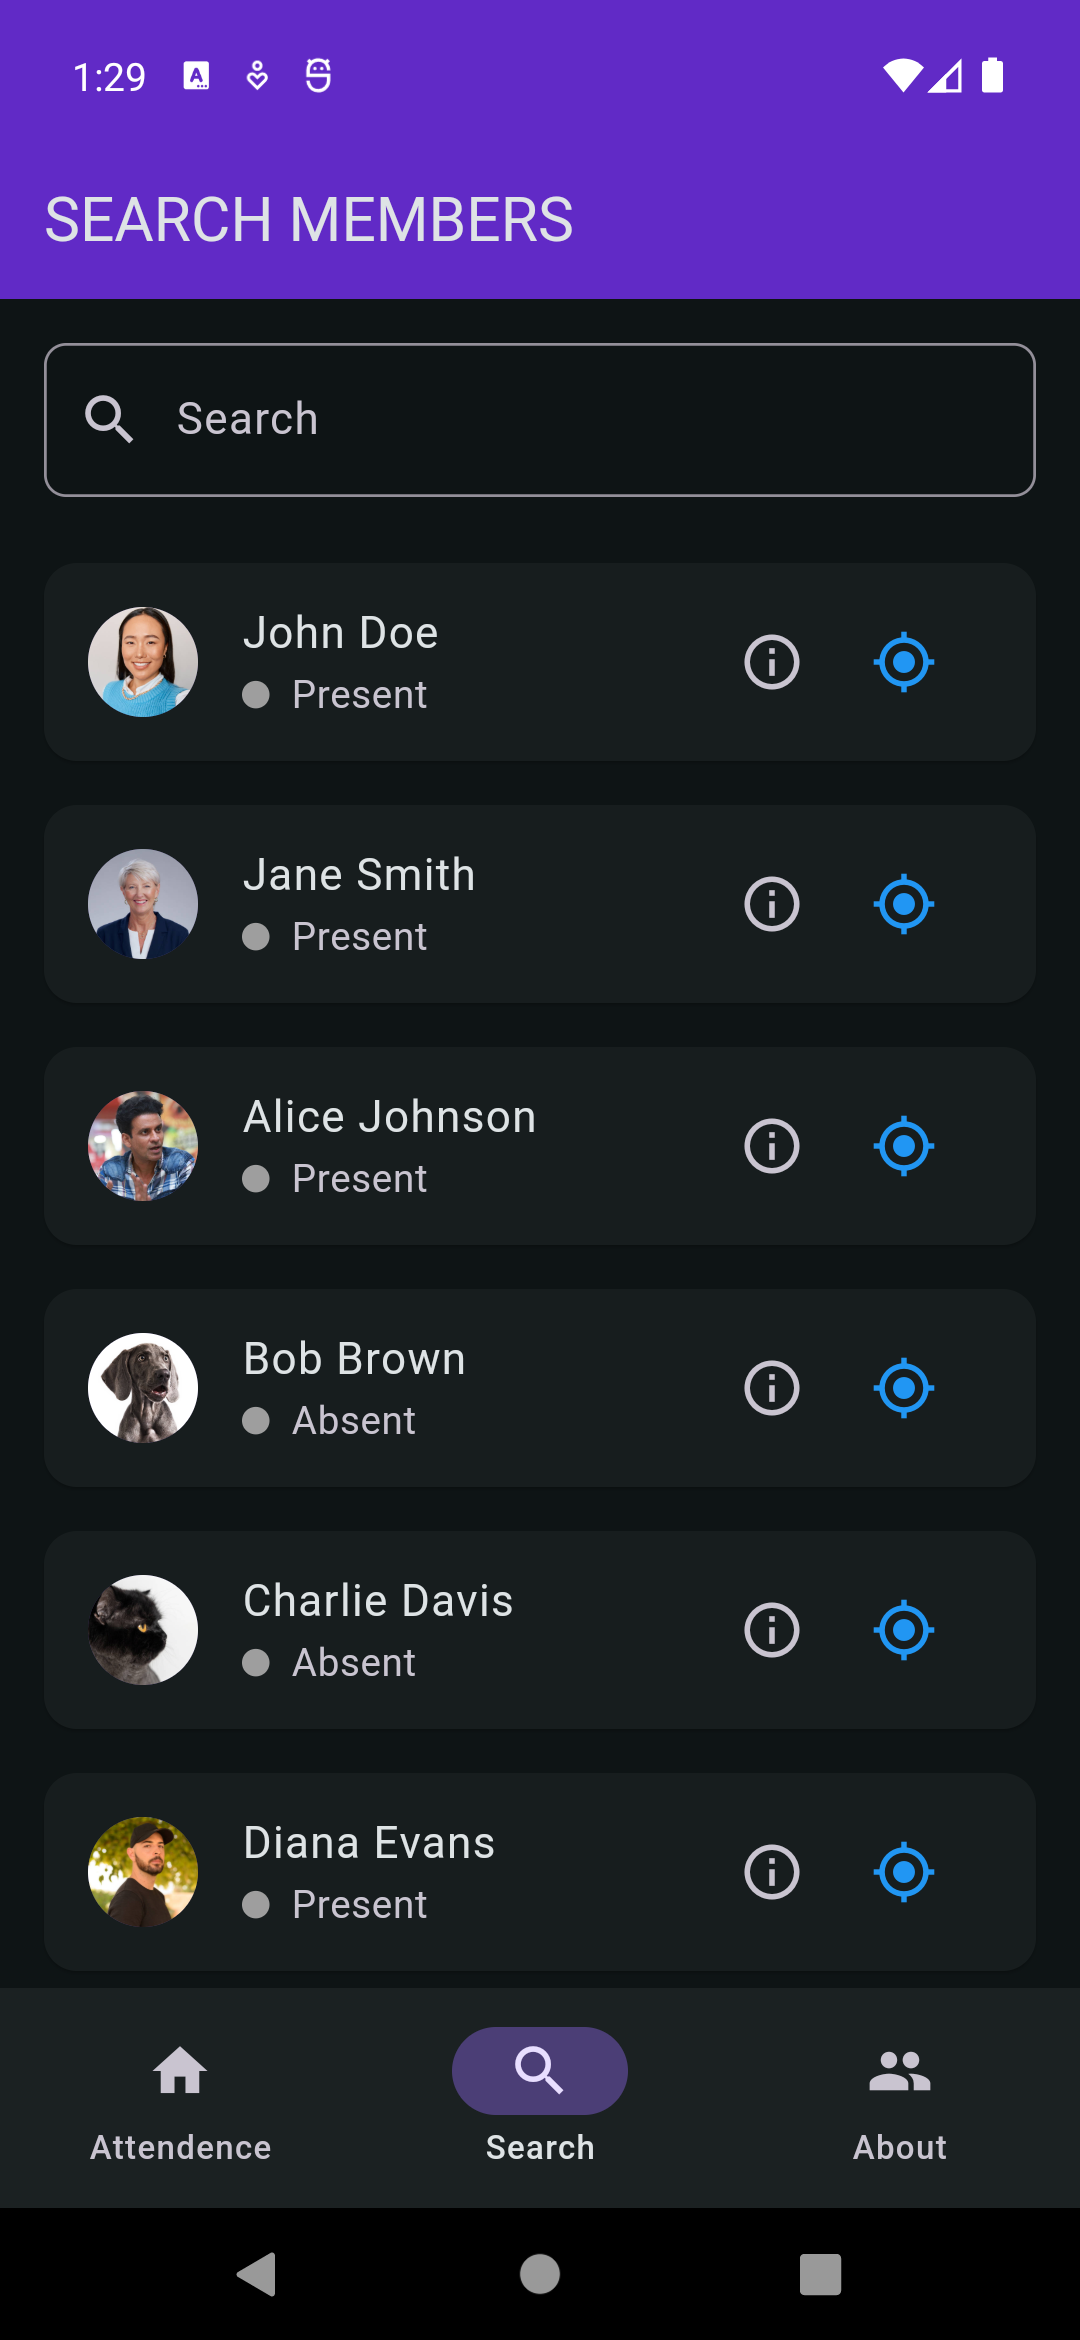 1:29
SEARCH MEMBERS
Search
John Doe
Present
Jane Smith
Present
Alice Johnson
Present
Bob Brown
Absent
Charlie Davis
Absent
Diana Evans
Present
Attendence
Search
About